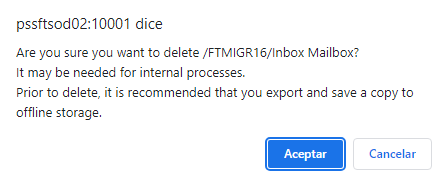 pssftsod02:10001 dice
Are you sure you want to delete /FTMIGR16/Inbox Mailbox?
It may be needed for internal processes.
Prior to delete, it is recommended that you export and save a copy to
offline storage.
Aceptar
Cancelar